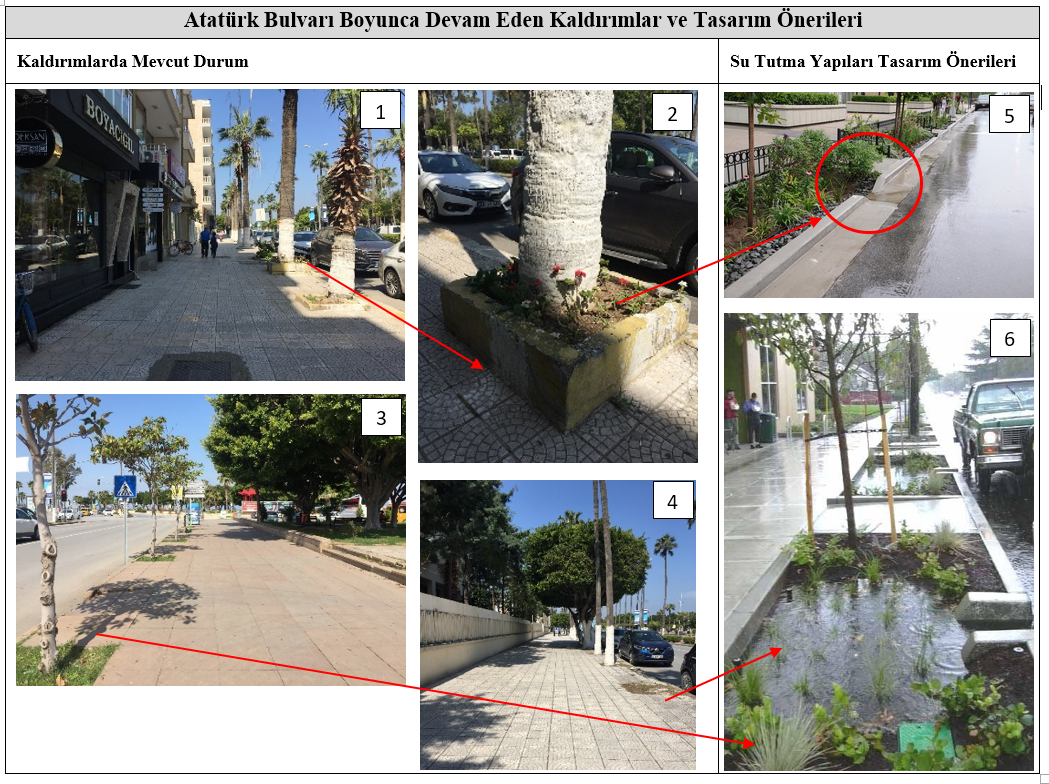 Atatürk Bulvarı Boyunca Devam Eden Kaldırımlar ve Tasarım Önerileri
Kaldırımlarda Mevcut Durum
Su Tutma Yapıları Tasarım Önerileri
1
BOYACIGİL
2
5
3
4
6